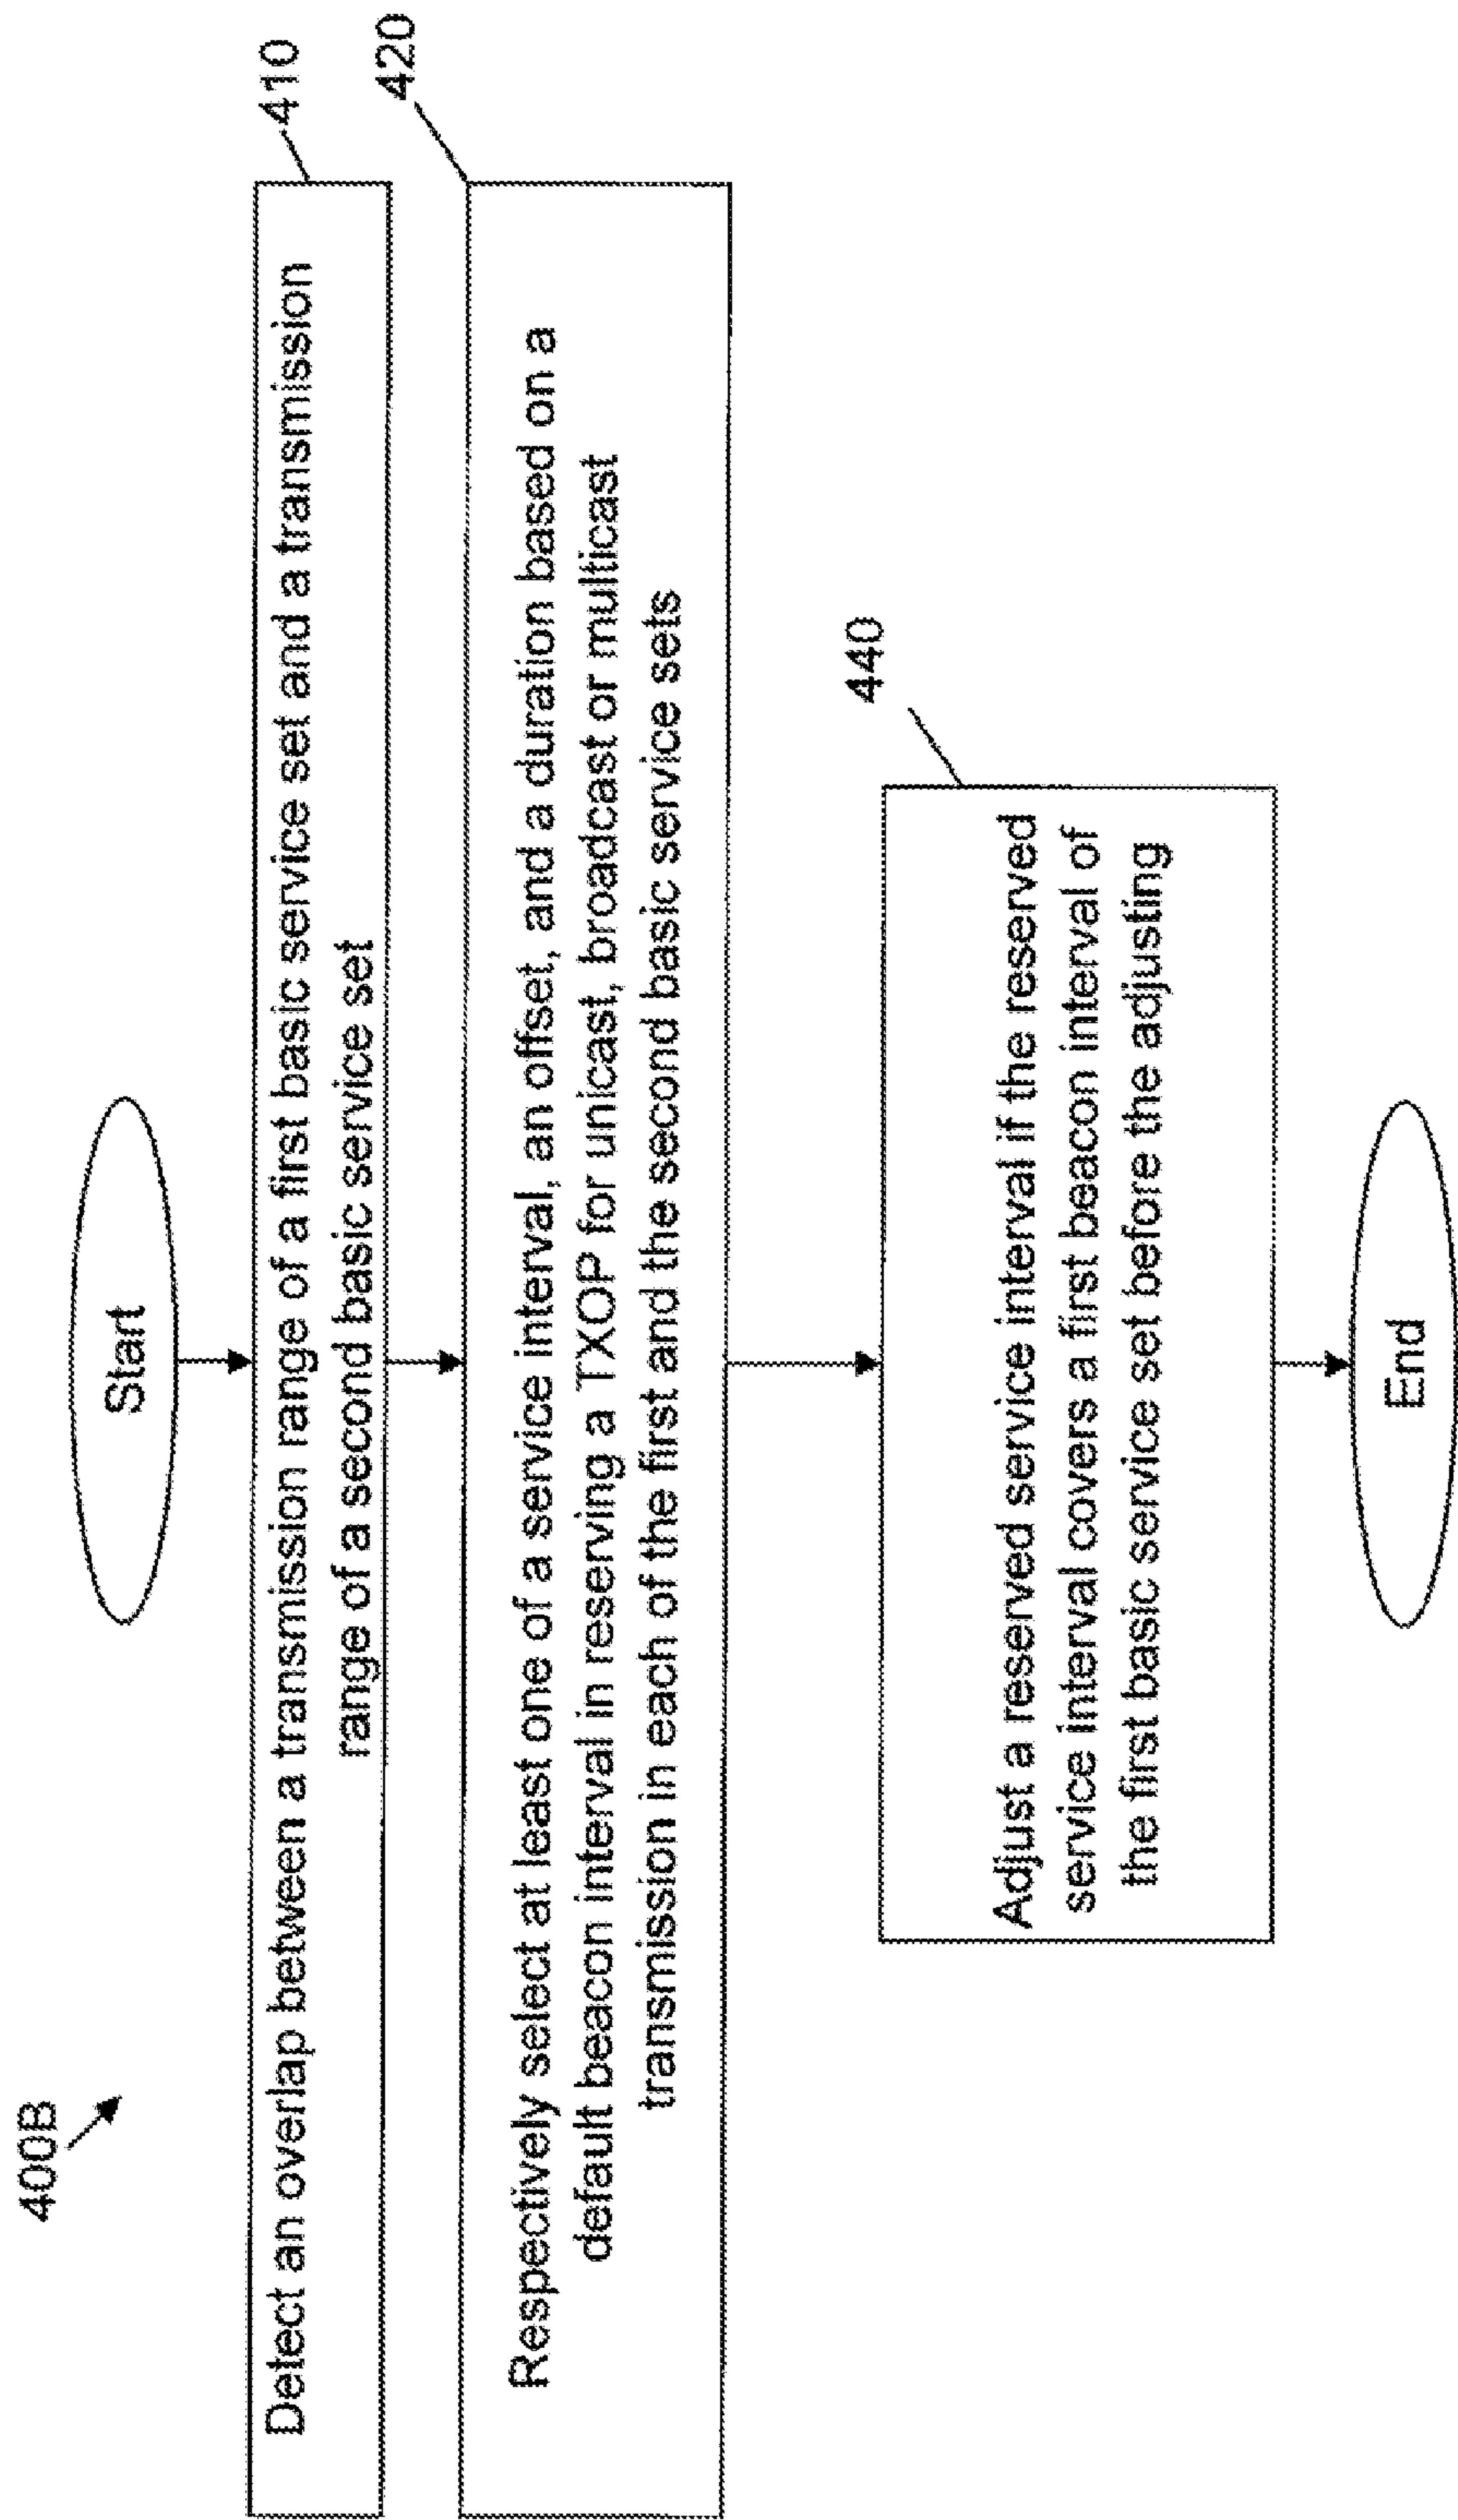 400B
Start
410
Detect an overlap between a transmission range of a first basic service set and a transmission
range of a second basic service set
420
Respectively select at least one of a service interval, an offset, and a duration based on a
default beacon interval in reserving a TXOP for unicast, broadcast or multicast
transmission in each of the first and the second basic service sets
440
Adjust a reserved service interval if the reserved
service interval covers a first beacon interval of
the first basic service set before the adjusting
End